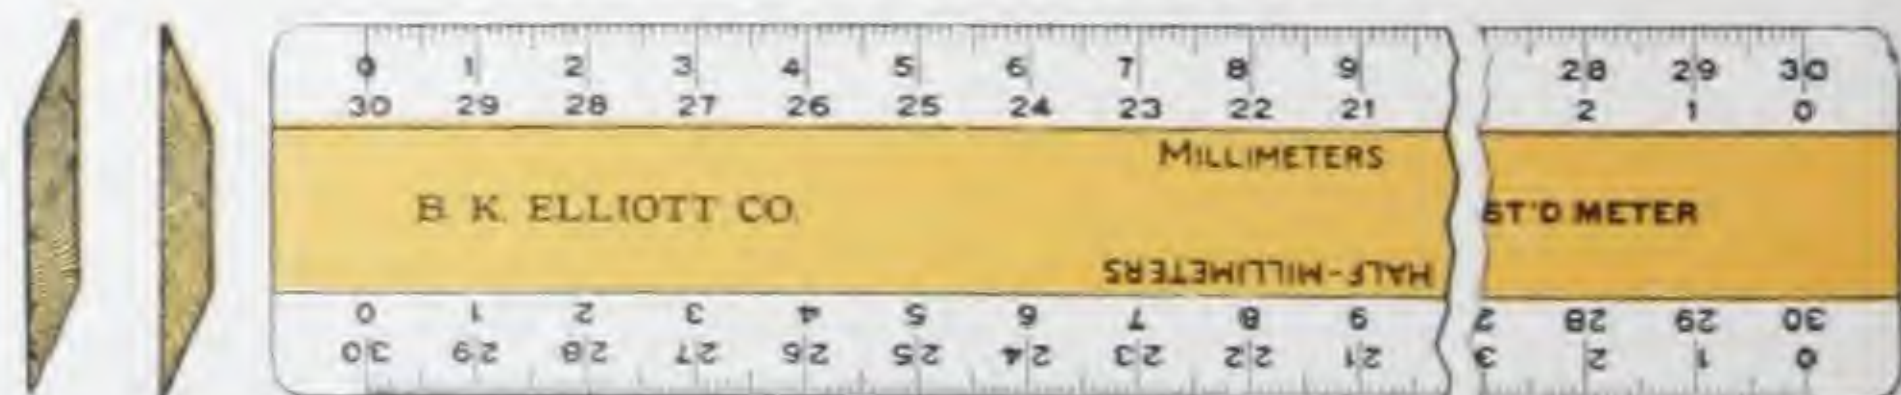 0 1 2 3 4 5 6 7 8 9 28 29 30
30 29 28 27 26 25 24 23 22 21 2 1 0
MILLIMETERS
B. K. ELLIOTT CO. ST'D METER
HALF-MILLIMETERS
0 1 2 3 4 5 6 7 8 9 28 29 30
30 29 28 27 26 25 24 23 22 21 3 2 1 0